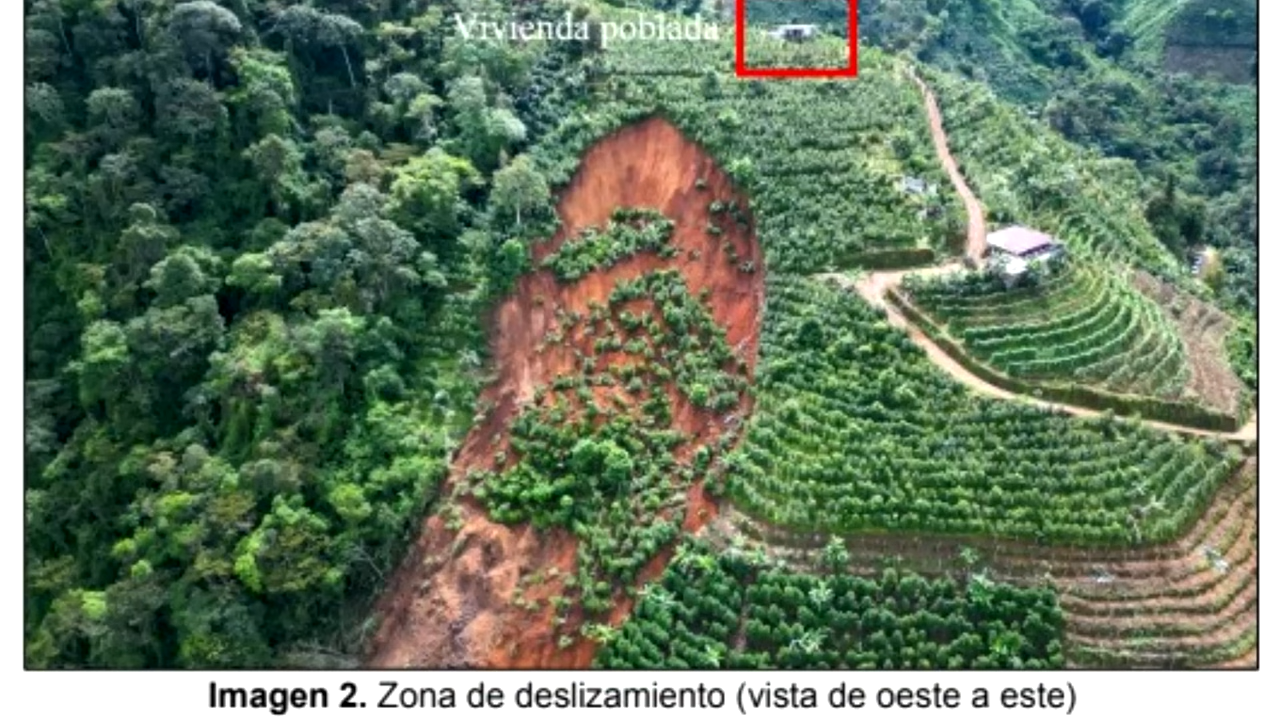 Vivienda poblada
Imagen 2. Zona de deslizamiento (vista de oeste a este)